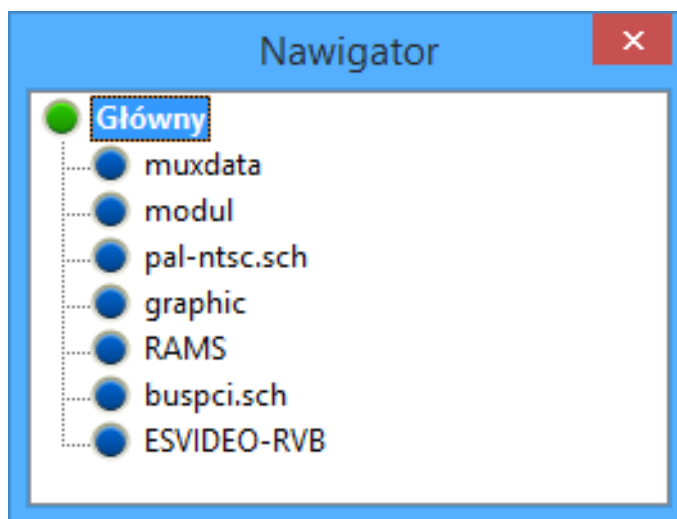 Nawigator
Główny
muxdata
modul
pal-ntsc.sch
graphic
RAMS
buspci.sch
ESVIDEO-RVB